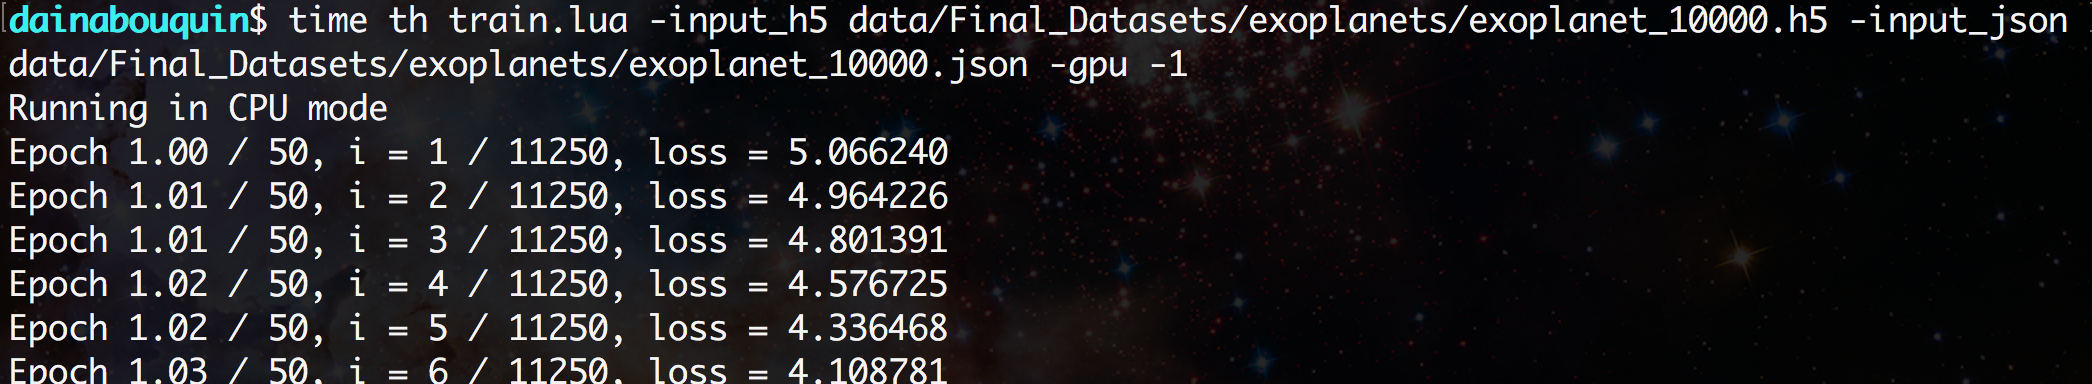 dainabouquin$ time th train.lua -input_h5 data/Final_Datasets/exoplanets/exoplanet_10000.h5 -input_json
data/Final_Datasets/exoplanets/exoplanet_10000.json -gpu -1
Running in CPU mode
Epoch 1.00 / 50, i = 1 / 11250, loss = 5.066240
Epoch 1.01 / 50, i = 2 / 11250, loss = 4.964226
Epoch 1.01 / 50, i = 3 / 11250, loss = 4.801391
Epoch 1.02 / 50, i = 4 / 11250, loss = 4.576725
Epoch 1.02 / 50, i = 5 / 11250, loss = 4.336468
Epoch 1.03 / 50, i = 6 / 11250, loss = 4.108781